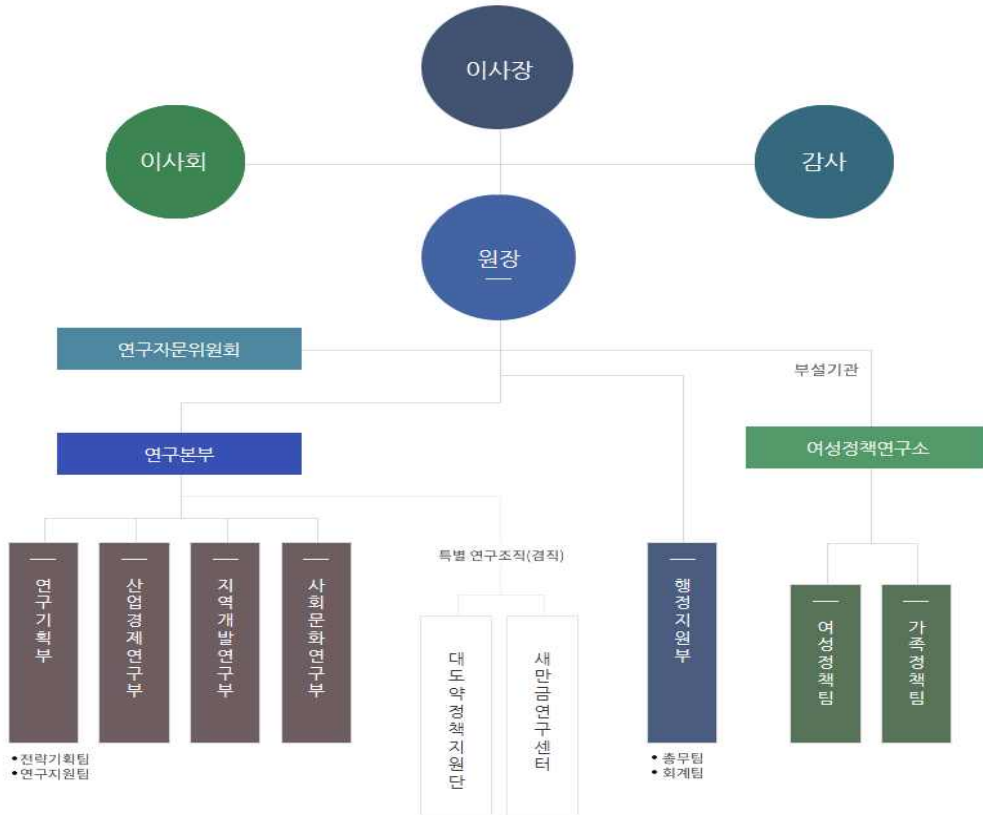 이사장
이사회
감사
원장
연구자문위원회
부설기관
연구본부
여성정책연구소
특별 연구조직(겸직)
연구기획부
산업경제연구부
지역개발연구부
사회문화연구부
대도약정책지원단
새만금연구센터
행정지원부
여성정책팀
가족정책팀
•전략기획팀
•연구지원팀
•총무팀
•회계팀